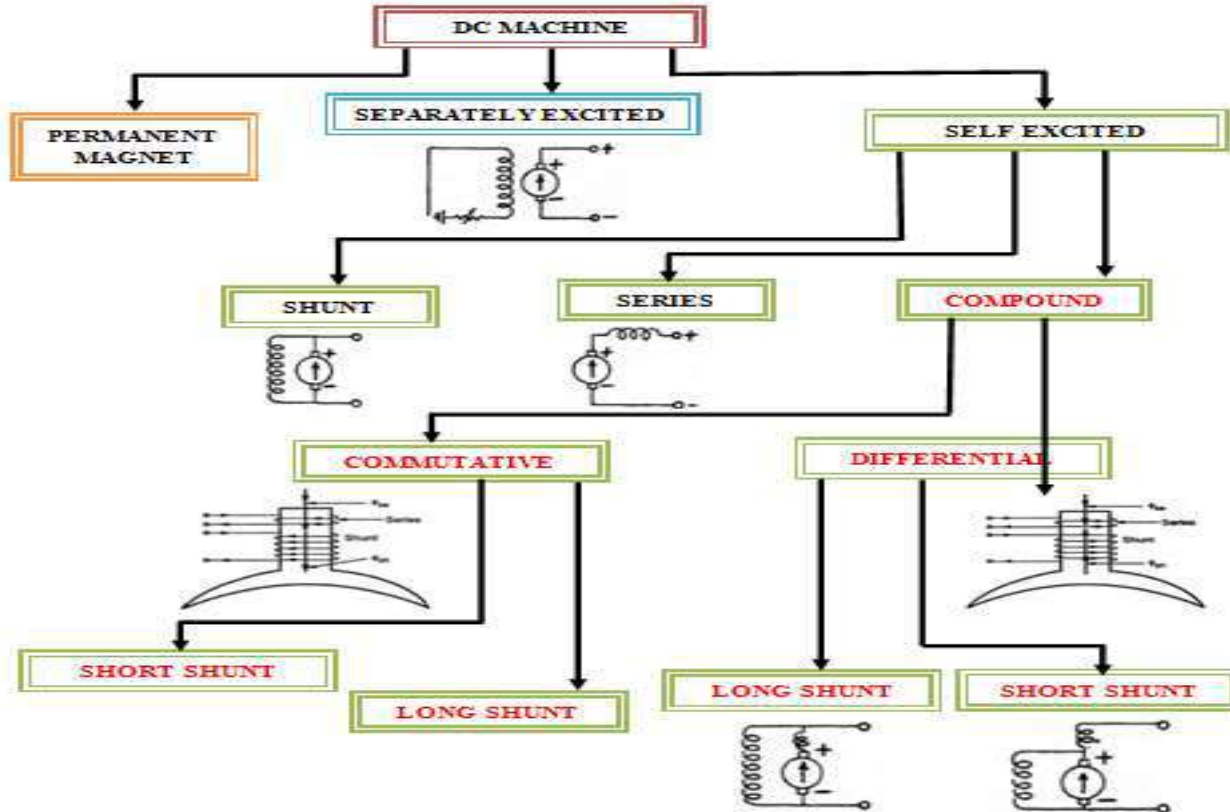 DC MACHINE
SEPARATELY EXCITED
PERMANENT
MAGNET
SELF EXCITED
SHUNT
SERIES
COMPOUND
COMMUTATIVE
DIFFERENTIAL
Series
Shunt
Series
Shunt
SHORT SHUNT
LONG SHUNT
LONG SHUNT
SHORT SHUNT